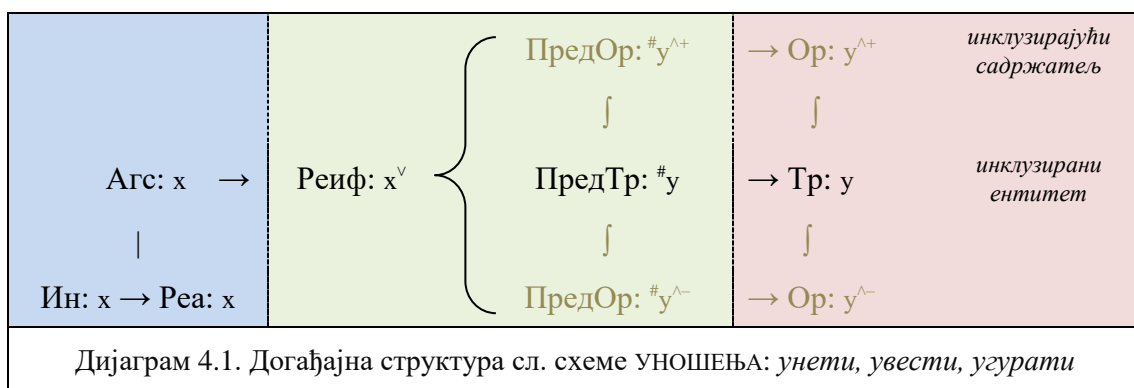 ПредОр: #y^+ → Ор: y^+ инклузирајући
садржатељ
∫ ∫
Агс: x → Реиф: x˅ { ПредТр: #y → Тр: y инклузирани
ентитет
| ∫ ∫
Ин: x → Реа: x ПредОр: #y^– → Ор: y^–
Дијаграм 4.1. Догађајна структура сл. схеме УНОШЕЊА: унети, увести, угурати